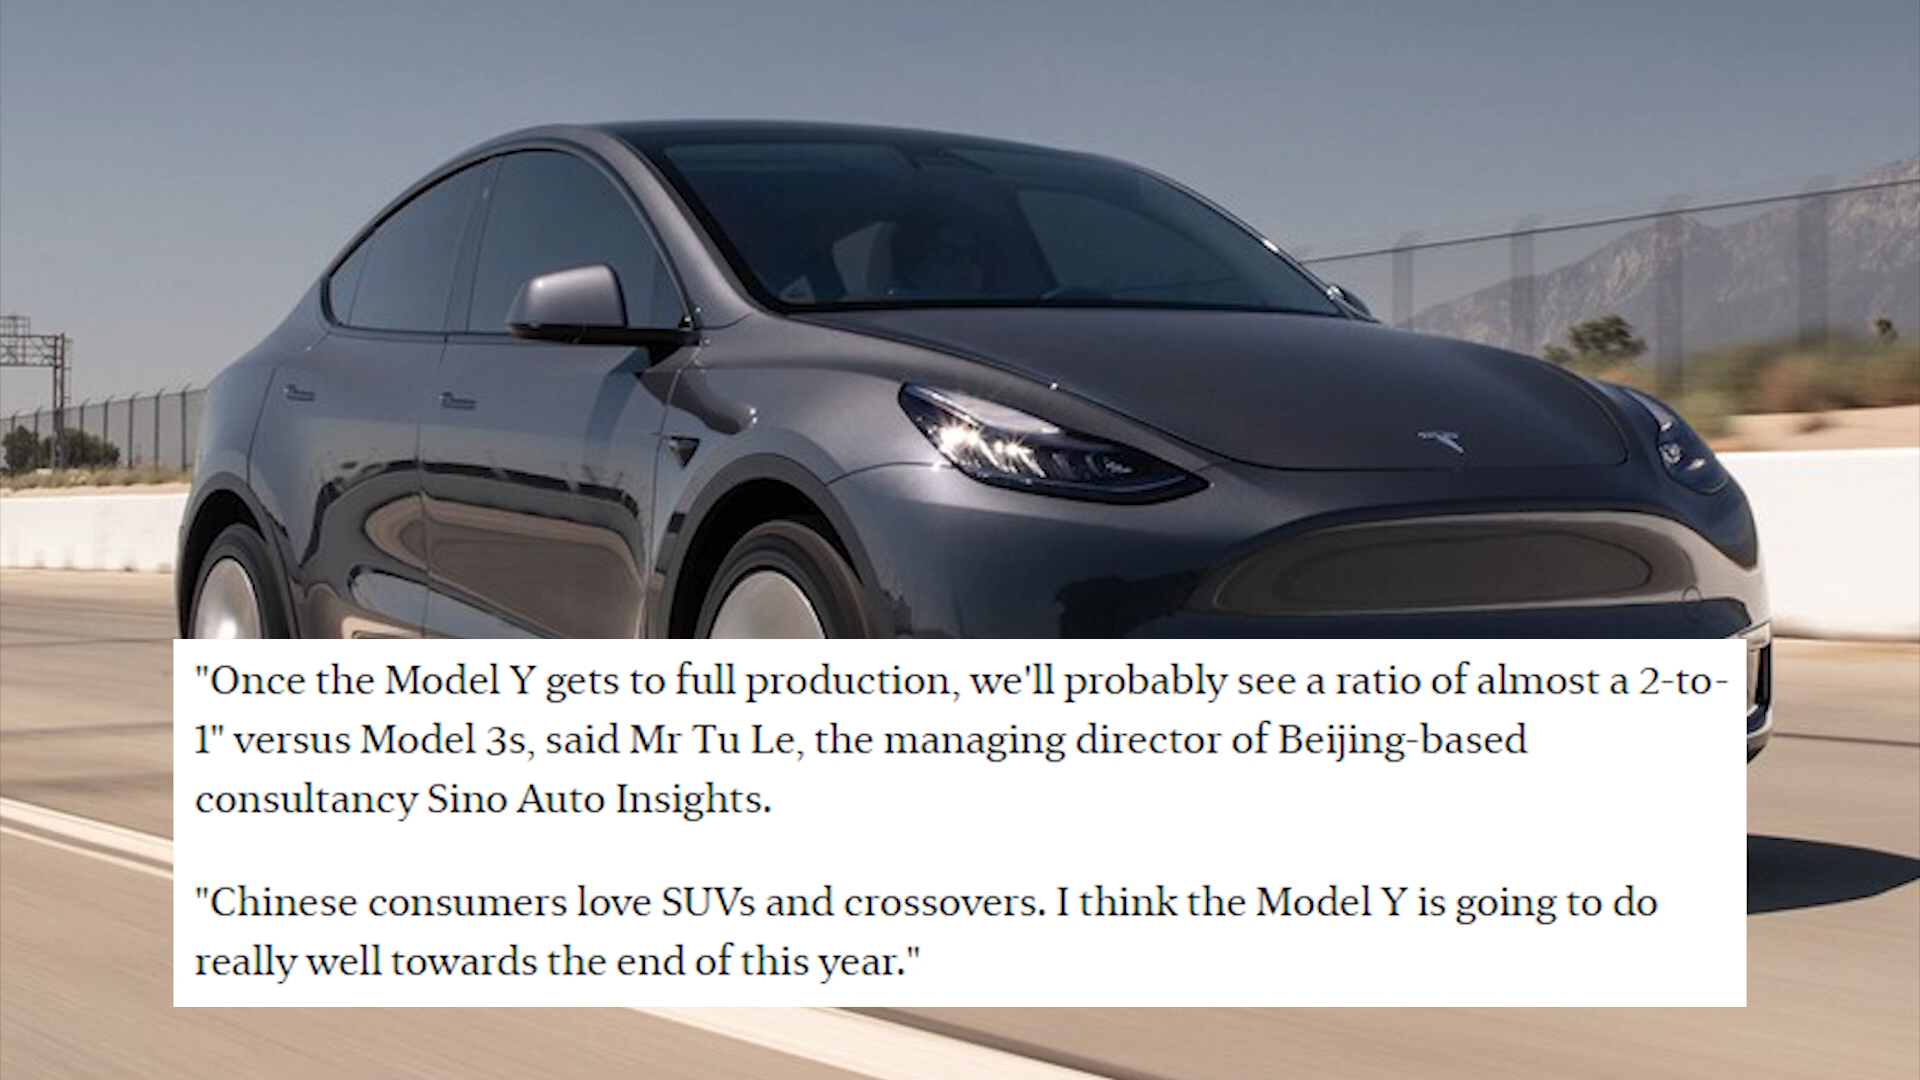 "Once the Model Y gets to full production, we'll probably see a ratio of almost a 2-to-
1" versus Model 3s, said Mr Tu Le, the managing director of Beijing-based
consultancy Sino Auto Insights.
"Chinese consumers love SUVs and crossovers. I think the Model Y is going to do
really well towards the end of this year."